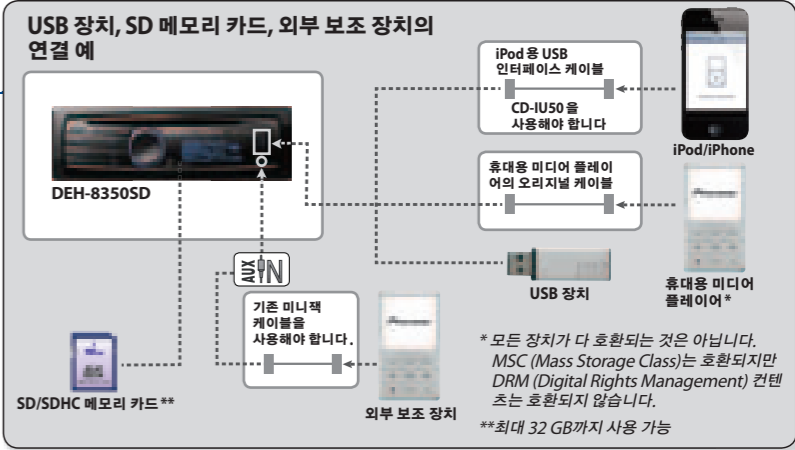 USB 장치, SD 메모리 카드, 외부 보조 장치의
연결 예
iPod 용 USB
인터페이스 케이블
CD-IU50 을
사용해야 합니다
iPod/iPhone
DEH-8350SD
휴대용 미디어 플레이
어의 오리지널 케이블
AUX IN
USB 장치
휴대용 미디어
플레이어*
기존 미니잭
케이블을
사용해야 합니다.
SD/SDHC 메모리 카드**
외부 보조 장치
* 모든 장치가 다 호환되는 것은 아닙니다.
MSC (Mass Storage Class)는 호환되지만
DRM (Digital Rights Management) 컨텐
츠는 호환되지 않습니다.
**최대 32 GB까지 사용 가능